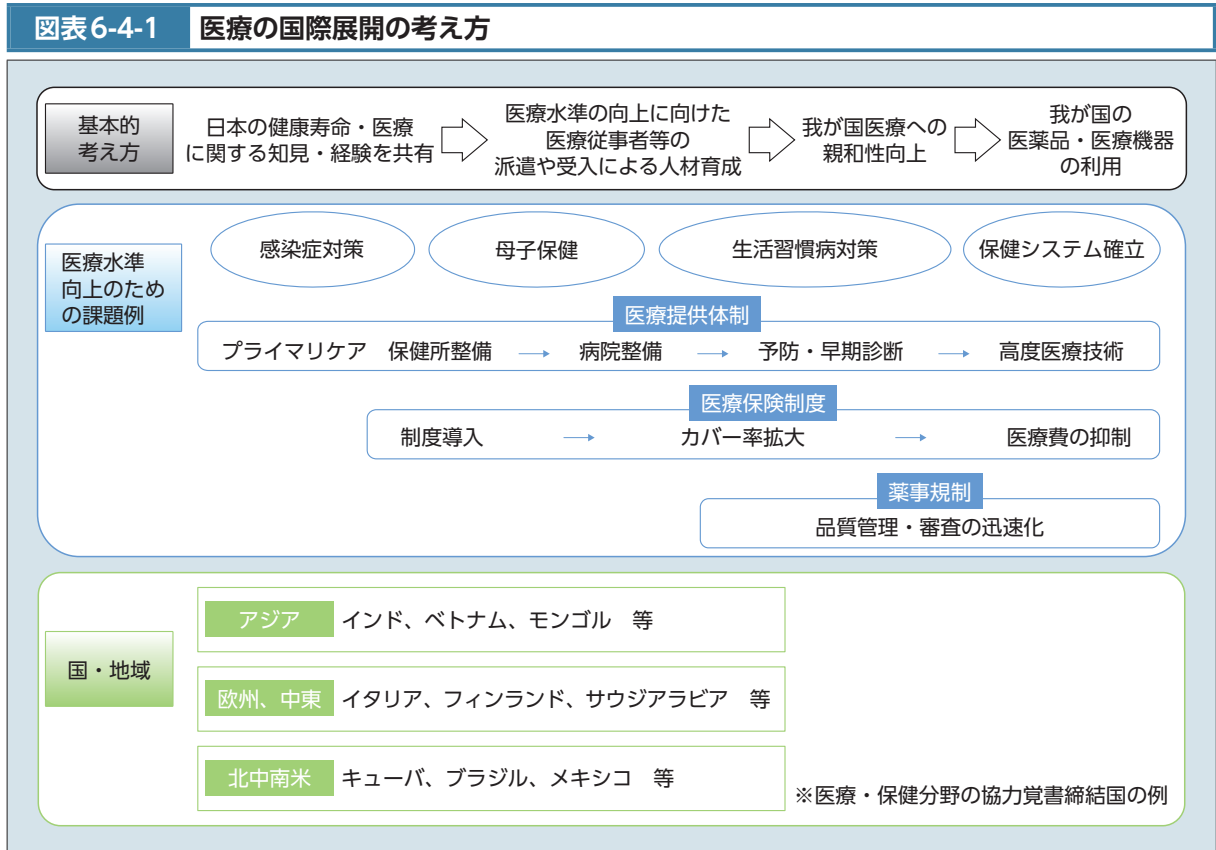 図表6-4-1 医療の国際展開の考え方
基本的
考え方
日本の健康寿命・医療
に関する知見・経験を共有
医療水準の向上に向けた
医療従事者等の
派遣や受入による人材育成
我が国医療への
親和性向上
我が国の
医薬品・医療機器
の利用
医療水準
向上のため
の課題例
感染症対策
母子保健
生活習慣病対策
保健システム確立
医療提供体制
プライマリケア 保健所整備 → 病院整備 → 予防・早期診断 → 高度医療技術
医療保険制度
制度導入 → カバー率拡大 → 医療費の抑制
薬事規制
品質管理・審査の迅速化
国・地域
アジア インド、ベトナム、モンゴル 等
欧州、中東 イタリア、フィンランド、サウジアラビア 等
北中南米 キューバ、ブラジル、メキシコ 等
※医療・保健分野の協力覚書締結国の例